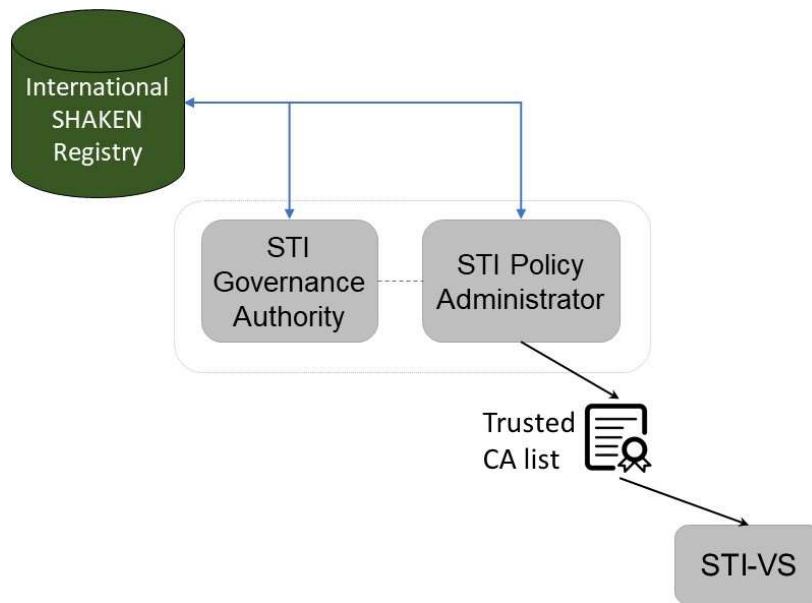 International
SHAKEN
Registry
STI
Governance
Authority
STI Policy
Administrator
Trusted
CA list
STI-VS